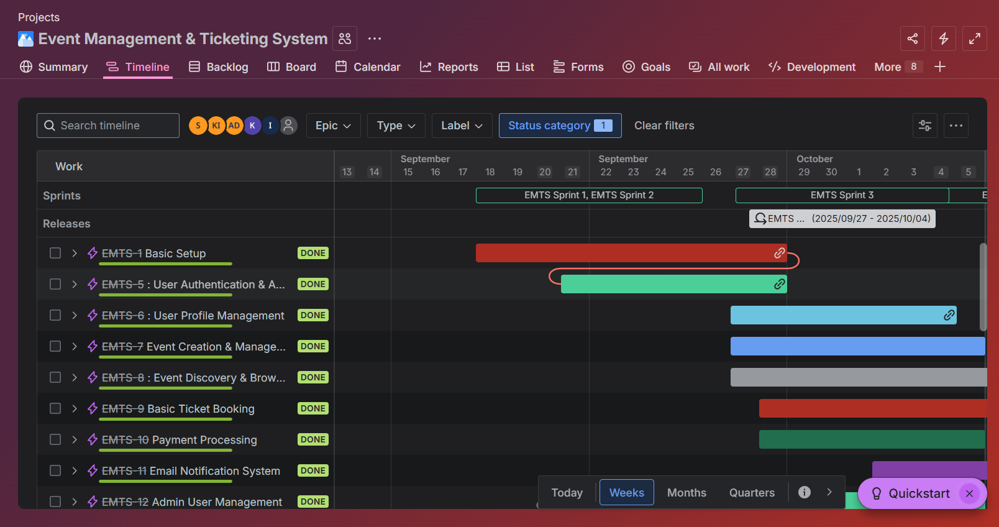 Projects
Event Management & Ticketing System
Summary Timeline Backlog Board Calendar Reports List Forms Goals All work Development More 8
Search timeline S KI AD K I Epic Type Label Status category 1 Clear filters
Work September September October
13 14 15 16 17 18 19 20 21 22 23 24 25 26 27 28 29 30 1 2 3 4 5
Sprints EMTS Sprint 1, EMTS Sprint 2 EMTS Sprint 3 E
Releases EMTS ... (2025/09/27 - 2025/10/04)
EMTS-1 Basic Setup DONE
EMTS-5 : User Authentication & A... DONE
EMTS-6 : User Profile Management DONE
EMTS-7 Event Creation & Manage... DONE
EMTS-8 : Event Discovery & Brow... DONE
EMTS-9 Basic Ticket Booking DONE
EMTS-10 Payment Processing DONE
EMTS-11 Email Notification System DONE
EMTS-12 Admin User Management DONE
Today Weeks Months Quarters Quickstart